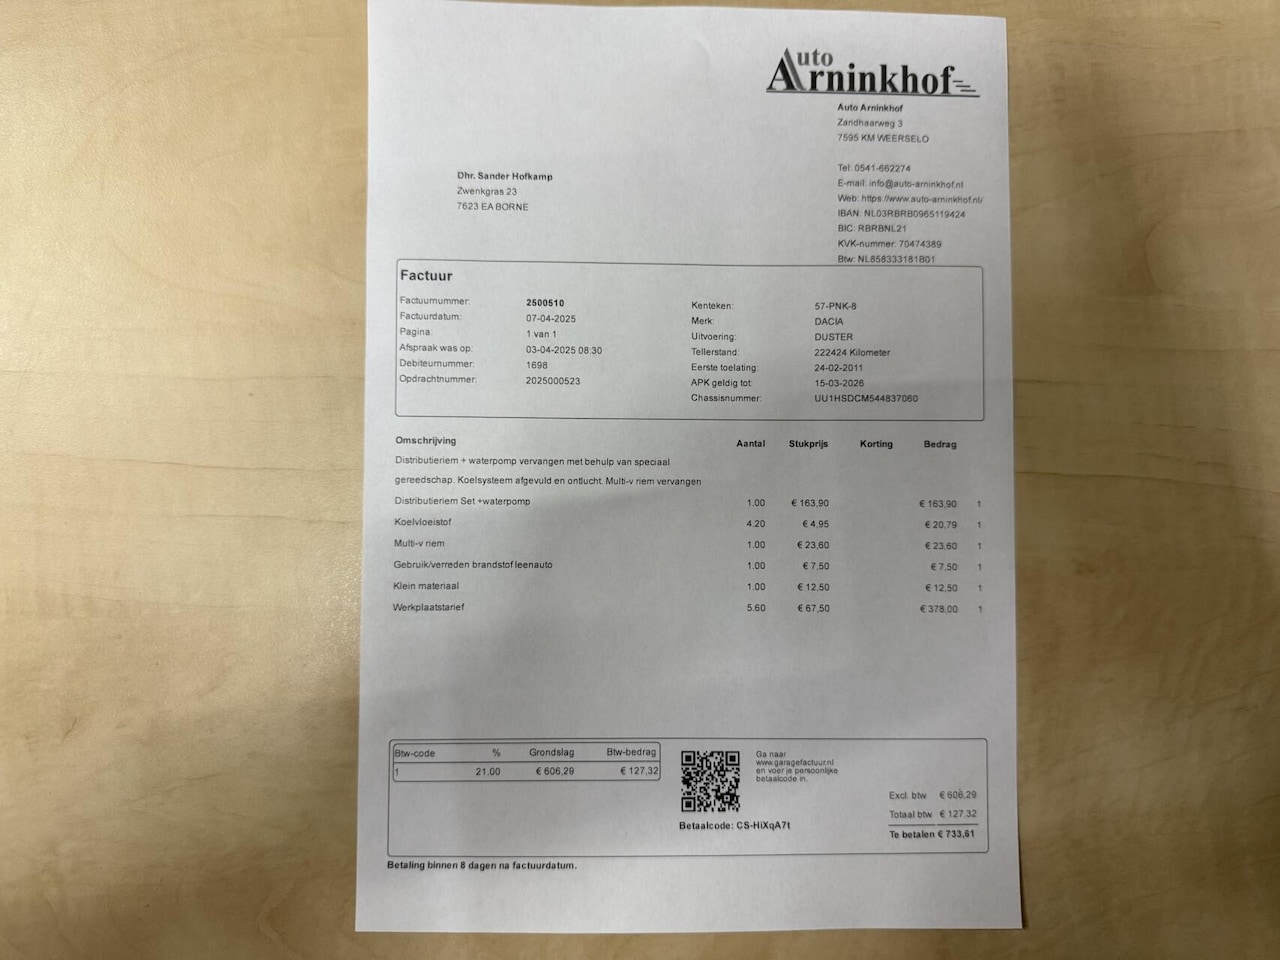 Auto
Arninkhof
Auto Arninkhof
Zandhaarweg 3
7595 KM WEERSELO
Tel: 0541-662274
E-mail: info@auto-arninkhof.nl
Web: https://www.auto-arninkhof.nl/
IBAN: NL03RBRB0965119424
BIC: RBRBNL21
KVK-nummer: 70474389
Btw: NL858333181B01
Dhr. Sander Hofkamp
Zwenkgras 23
7623 EA BORNE
Factuur
Factuurnummer: 2500510
Factuurdatum: 07-04-2025
Pagina: 1 van 1
Afspraak was op: 03-04-2025 08:30
Debiteurnummer: 1698
Opdrachtnummer: 2025000523
Kenteken: 57-PNK-8
Merk: DACIA
Uitvoering: DUSTER
Tellerstand: 222424 Kilometer
Eerste toelating: 24-02-2011
APK geldig tot: 15-03-2026
Chassisnummer: UU1HSDCM544837060
Omschrijving Aantal Stukprijs Korting Bedrag
Distributieriem + waterpomp vervangen met behulp van speciaal
gereedschap. Koelsysteem afgevuld en ontlucht. Multi-v riem vervangen
Distributieriem Set +waterpomp 1.00 € 163,90 € 163,90 1
Koelvloeistof 4.20 € 4,95 € 20,79 1
Multi-v riem 1.00 € 23,60 € 23,60 1
Gebruik/verreden brandstof leenauto 1.00 € 7,50 € 7,50 1
Klein materiaal 1.00 € 12,50 € 12,50 1
Werkplaatstarief 5.60 € 67,50 € 378,00 1
Btw-code % Grondslag Btw-bedrag
1 21.00 € 606,29 € 127,32
Ga naar
www.garagefactuur.nl
en voer je persoonlijke
betaalcode in.
Betaalcode: CS-HiXqA7t
Excl. btw € 606,29
Totaal btw € 127,32
Te betalen € 733,61
Betaling binnen 8 dagen na factuurdatum.